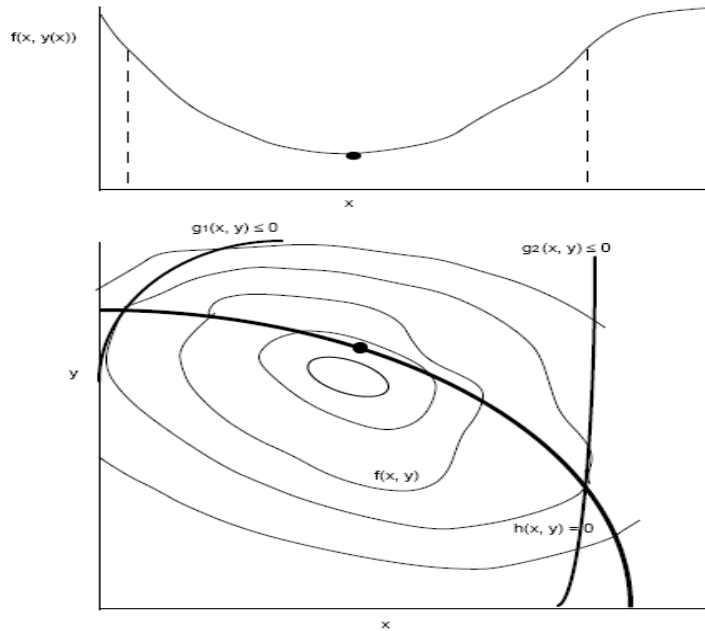 f(x, y(x))
x
g1(x, y) ≤ 0
g2(x, y) ≤ 0
y
f(x, y)
h(x, y) = 0
x